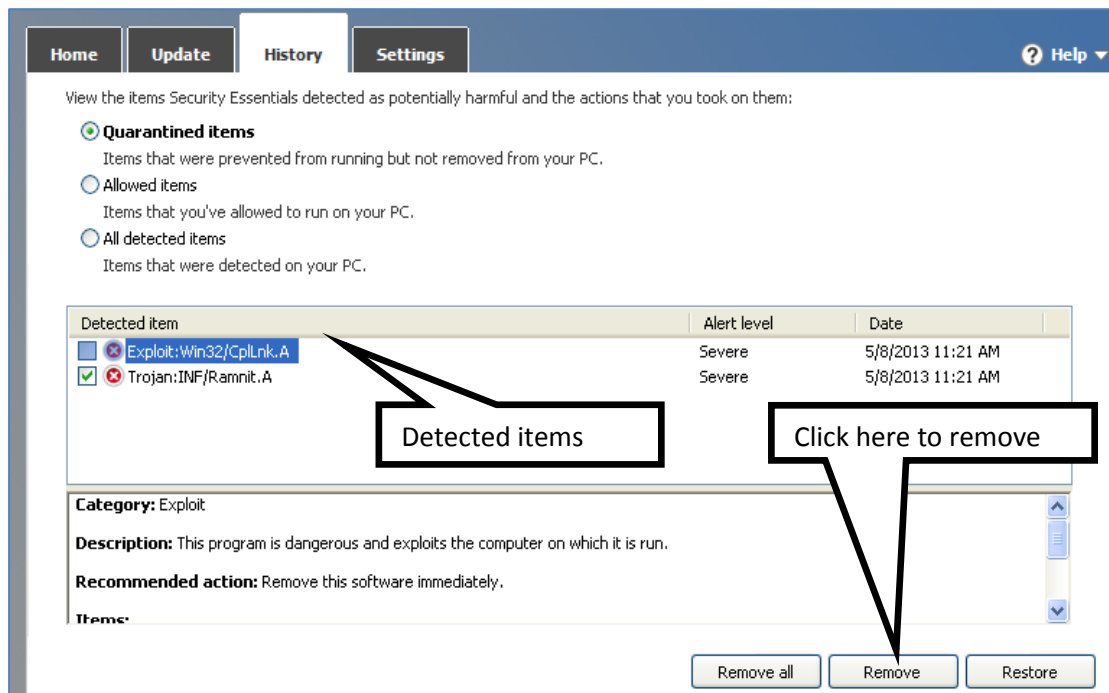 Home Update History Settings Help
View the items Security Essentials detected as potentially harmful and the actions that you took on them:
Quarantined items
Items that were prevented from running but not removed from your PC.
Allowed items
Items that you've allowed to run on your PC.
All detected items
Items that were detected on your PC.
Detected item Alert level Date
Exploit:Win32/CplLnk.A Severe 5/8/2013 11:21 AM
Trojan:INF/Ramnit.A Severe 5/8/2013 11:21 AM
Detected items
Click here to remove
Category: Exploit
Description: This program is dangerous and exploits the computer on which it is run.
Recommended action: Remove this software immediately.
Items:
Remove all Remove Restore